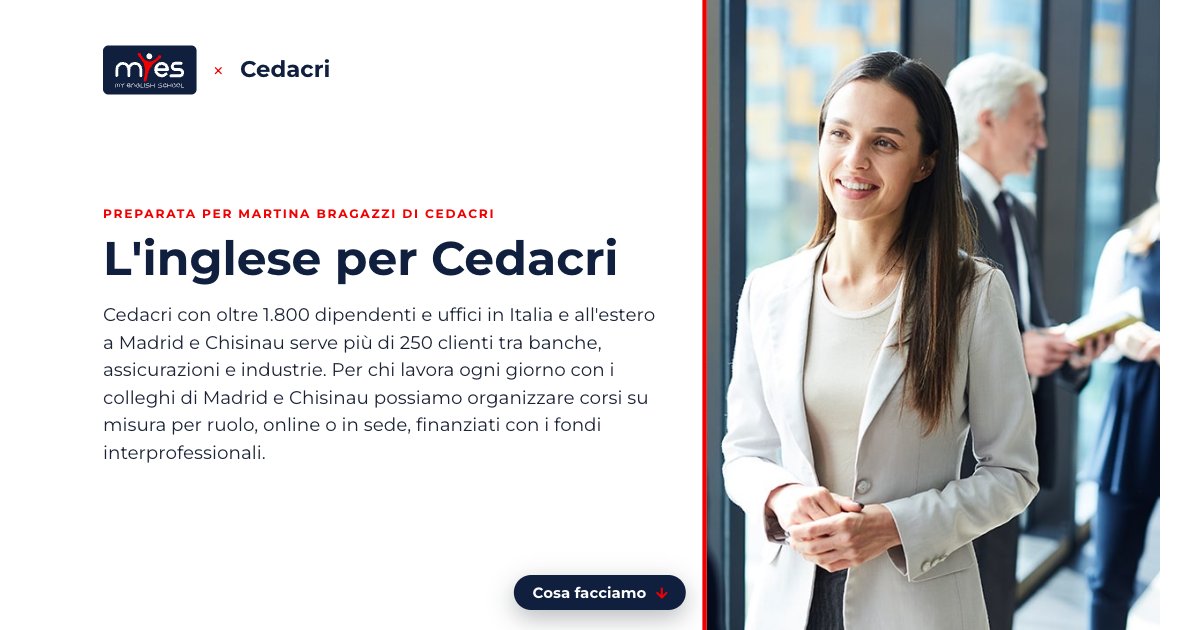 myes
MY ENGLISH SCHOOL
× Cedacri
PREPARATA PER MARTINA BRAGAZZI DI CEDACRI
L'inglese per Cedacri
Cedacri con oltre 1.800 dipendenti e uffici in Italia e all'estero
a Madrid e Chisinau serve più di 250 clienti tra banche,
assicurazioni e industrie. Per chi lavora ogni giorno con i
colleghi di Madrid e Chisinau possiamo organizzare corsi su
misura per ruolo, online o in sede, finanziati con i fondi
interprofessionali.
Cosa facciamo ↓